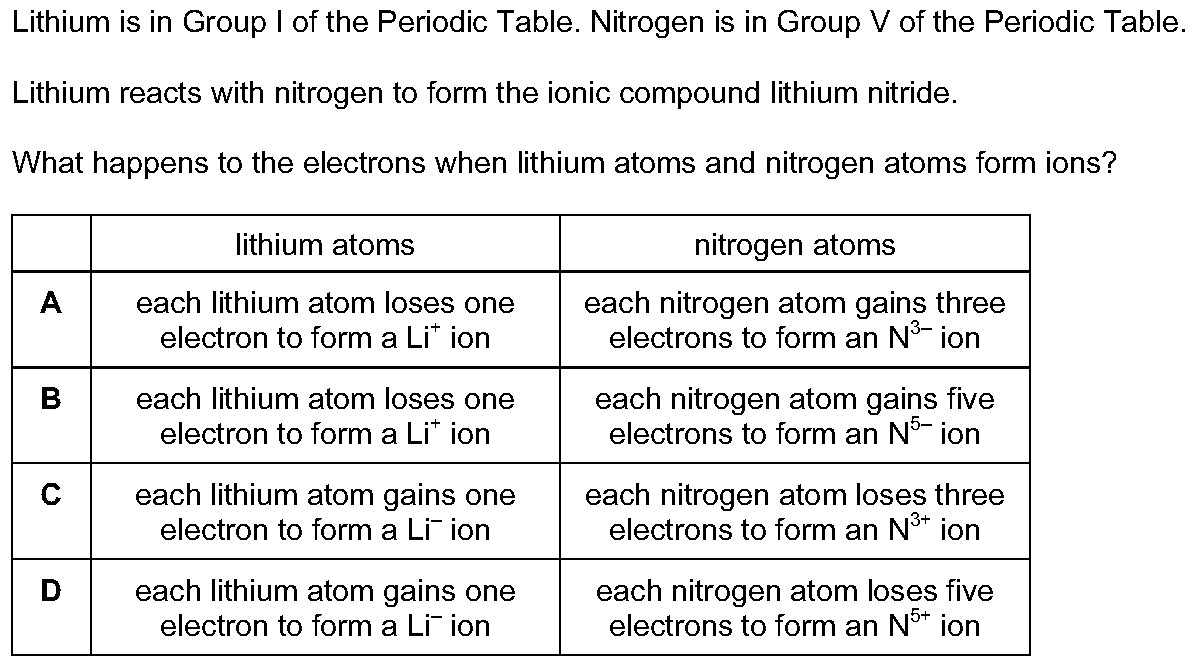 Lithium is in Group I of the Periodic Table. Nitrogen is in Group V of the Periodic Table.
Lithium reacts with nitrogen to form the ionic compound lithium nitride.
What happens to the electrons when lithium atoms and nitrogen atoms form ions?
lithium atoms nitrogen atoms
A each lithium atom loses one each nitrogen atom gains three
electron to form a Li⁺ ion electrons to form an N³⁻ ion
B each lithium atom loses one each nitrogen atom gains five
electron to form a Li⁺ ion electrons to form an N⁵⁻ ion
C each lithium atom gains one each nitrogen atom loses three
electron to form a Li⁻ ion electrons to form an N³⁺ ion
D each lithium atom gains one each nitrogen atom loses five
electron to form a Li⁻ ion electrons to form an N⁵⁺ ion